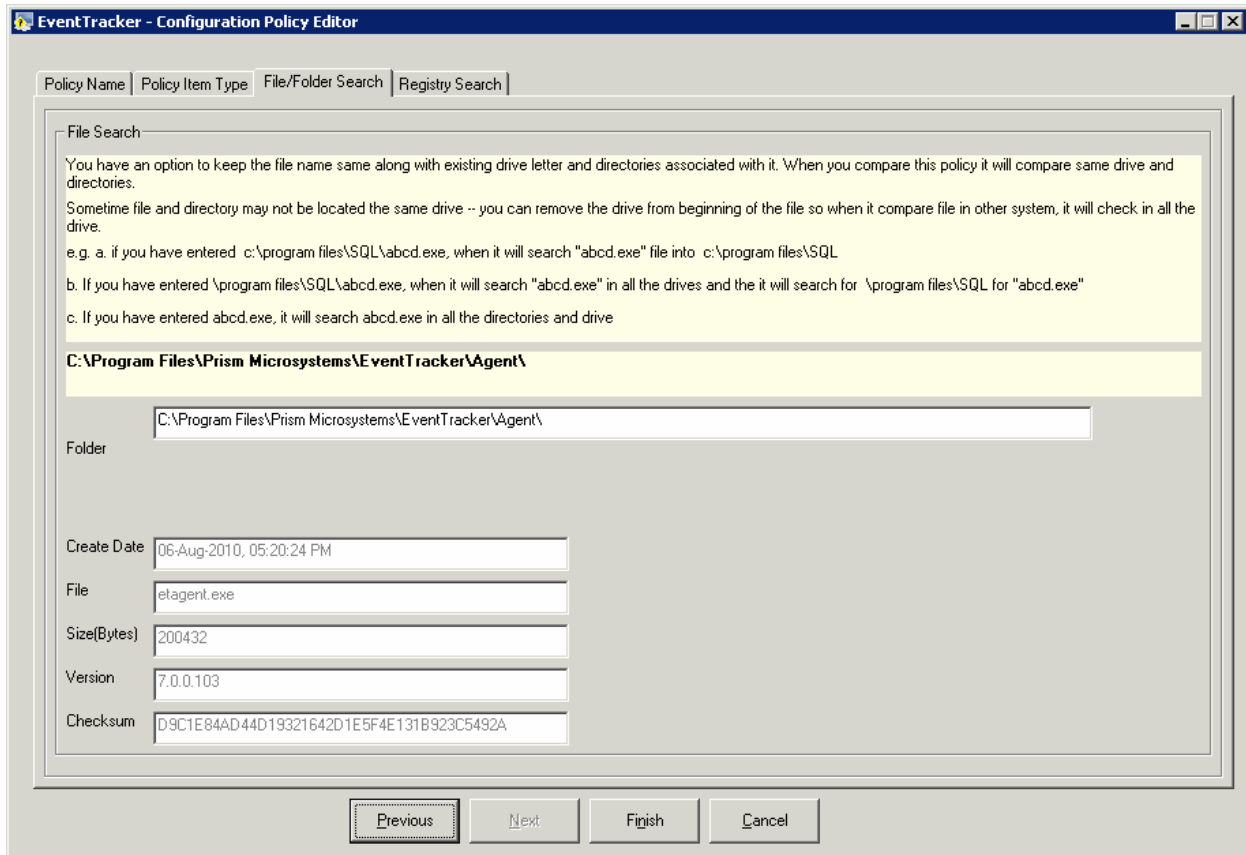 EventTracker - Configuration Policy Editor
Policy Name Policy Item Type File/Folder Search Registry Search
File Search
You have an option to keep the file name same along with existing drive letter and directories associated with it. When you compare this policy it will compare same drive and
directories.
Sometime file and directory may not be located the same drive -- you can remove the drive from beginning of the file so when it compare file in other system, it will check in all the
drive.
e.g. a. if you have entered c:\program files\SQL\abcd.exe, when it will search "abcd.exe" file into c:\program files\SQL
b. If you have entered \program files\SQL\abcd.exe, when it will search "abcd.exe" in all the drives and the it will search for \program files\SQL for "abcd.exe"
c. If you have entered abcd.exe, it will search abcd.exe in all the directories and drive
C:\Program Files\Prism Microsystems\EventTracker\Agent\
C:\Program Files\Prism Microsystems\EventTracker\Agent\
Folder
Create Date 06-Aug-2010, 05:20:24 PM
File etagent.exe
Size(Bytes) 200432
Version 7.0.0.103
Checksum D9C1E84AD44D19321642D1E5F4E131B923C5492A
Previous Next Finish Cancel